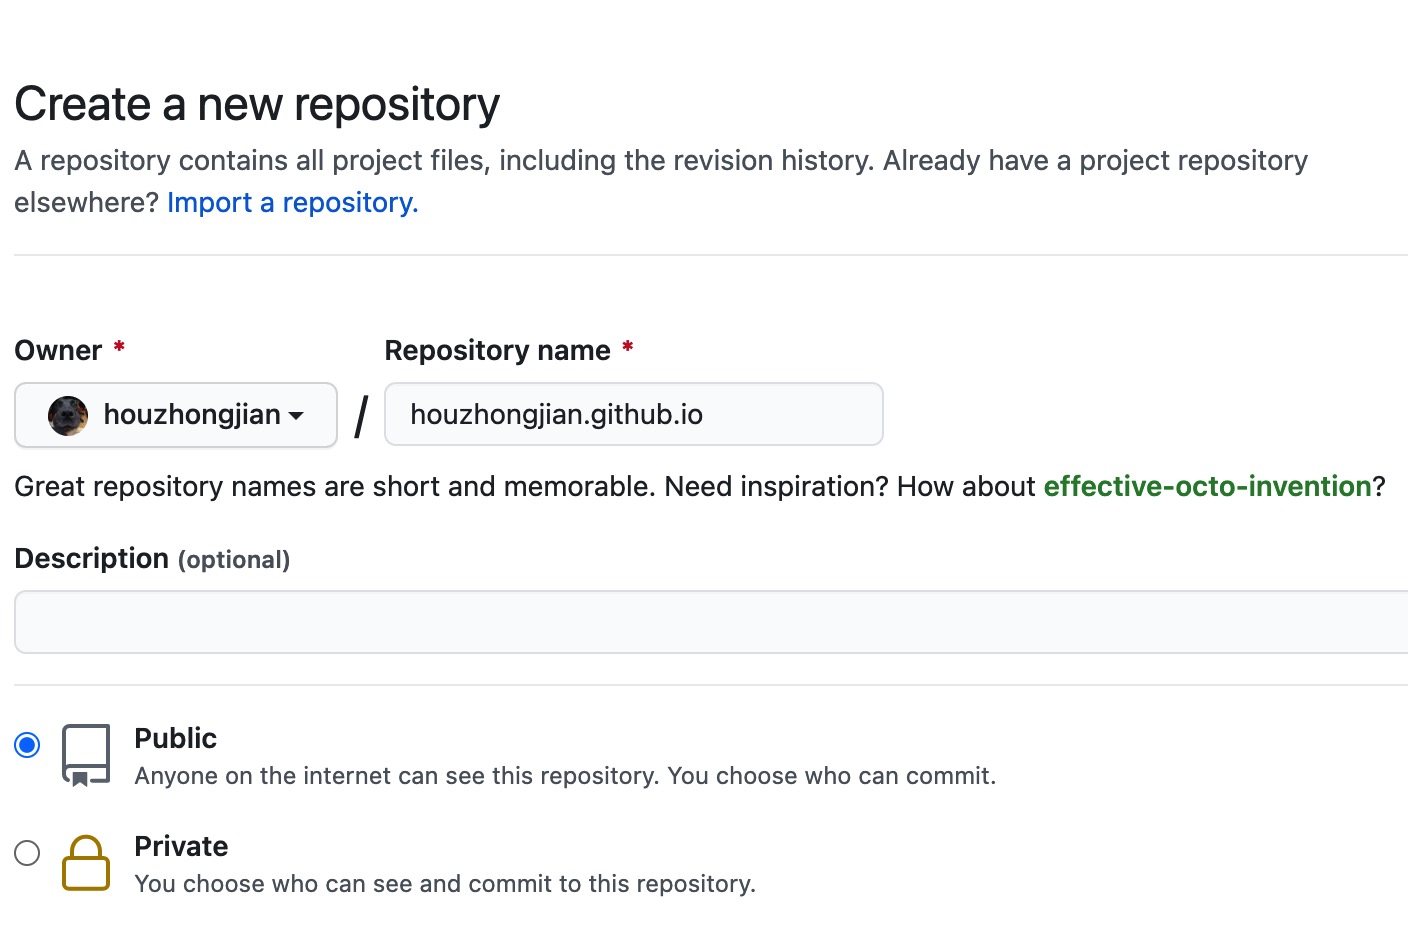 Create a new repository
A repository contains all project files, including the revision history. Already have a project repository
elsewhere? Import a repository.
Owner * Repository name *
houzhongjian / houzhongjian.github.io
Great repository names are short and memorable. Need inspiration? How about effective-octo-invention?
Description (optional)
Public
Anyone on the internet can see this repository. You choose who can commit.
Private
You choose who can see and commit to this repository.